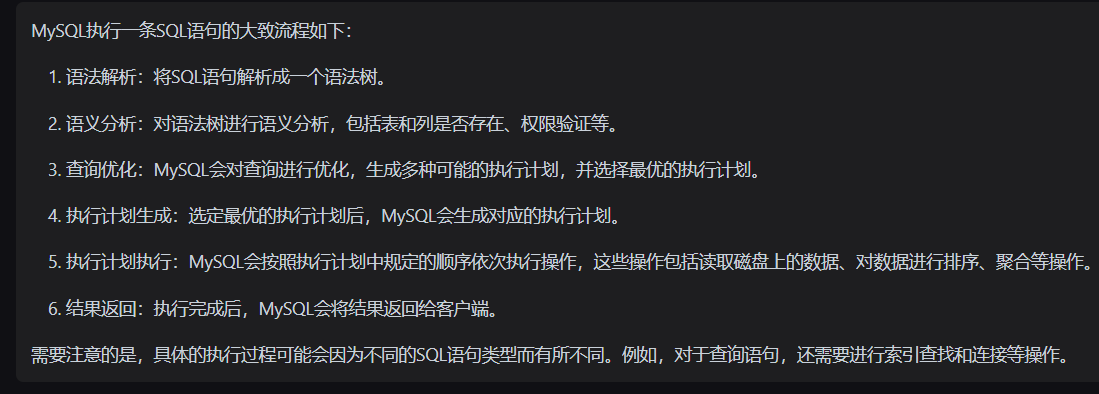 MySQL执行一条SQL语句的大致流程如下：
1. 语法解析：将SQL语句解析成一个语法树。
2. 语义分析：对语法树进行语义分析，包括表和列是否存在、权限验证等。
3. 查询优化：MySQL会对查询进行优化，生成多种可能的执行计划，并选择最优的执行计划。
4. 执行计划生成：选定最优的执行计划后，MySQL会生成对应的执行计划。
5. 执行计划执行：MySQL会按照执行计划中规定的顺序依次执行操作，这些操作包括读取磁盘上的数据、对数据进行排序、聚合等操作。
6. 结果返回：执行完成后，MySQL会将结果返回给客户端。
需要注意的是，具体的执行过程可能会因为不同的SQL语句类型而有所不同。例如，对于查询语句，还需要进行索引查找和连接等操作。